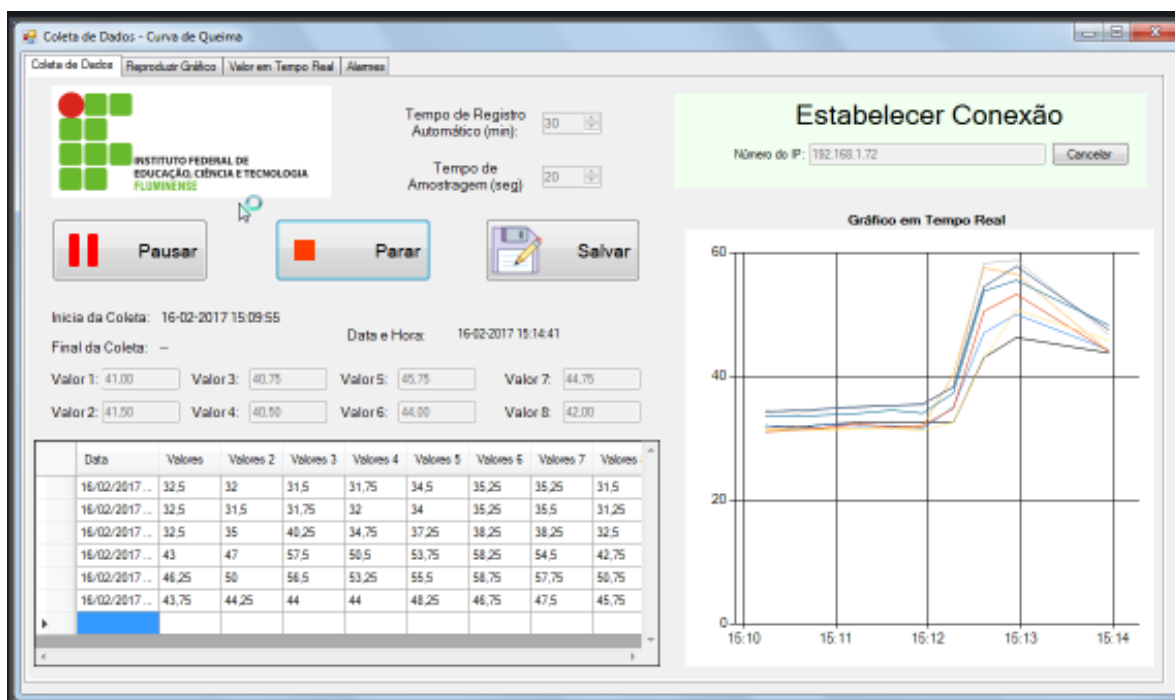 Coleta de Dados - Curva de Queima
Coleta de Dados Reproduzir Gráfico Valor em Tempo Real Alarmes
INSTITUTO FEDERAL DE
EDUCAÇÃO, CIÊNCIA E TECNOLOGIA
FLUMINENSE
Tempo de Registro
Automático (min): 30
Tempo de
Amostragem (seg) 20
Estabelecer Conexão
Número do IP: 192.168.1.72 Cancelar
Pausar Parar Salvar
Inicia da Coleta: 16-02-2017 15:09:55
Data e Hora: 16-02-2017 15:14:41
Final da Coleta: --
Valor 1: 41,00 Valor 3: 40,75 Valor 5: 45,75 Valor 7: 44,75
Valor 2: 41,50 Valor 4: 40,50 Valor 6: 44,00 Valor 8: 42,00
Data Valores Valores 2 Valores 3 Valores 4 Valores 5 Valores 6 Valores 7 Valores
16/02/2017 ... 32,5 32 31,5 31,75 34,5 35,25 35,25 31,5
16/02/2017 ... 32,5 31,5 31,75 32 34 35,25 35,5 31,25
16/02/2017 ... 32,5 35 40,25 34,75 37,25 38,25 38,25 32,5
16/02/2017 ... 43 47 57,5 50,5 53,75 58,25 54,5 42,75
16/02/2017 ... 46,25 50 56,5 53,25 55,5 58,75 57,75 50,75
16/02/2017 ... 43,75 44,25 44 44 48,25 46,75 47,5 45,75
Gráfico em Tempo Real
60
40
20
0
15:10 15:11 15:12 15:13 15:14